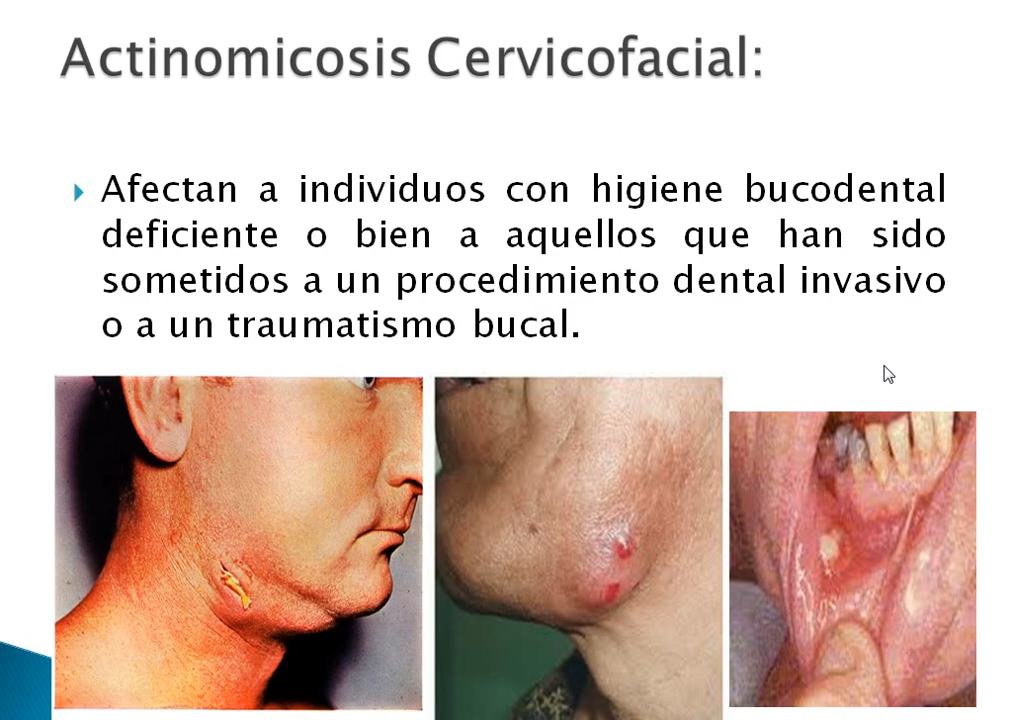 Actinomicosis Cervicofacial:
Afectan a individuos con higiene bucodental
deficiente o bien a aquellos que han sido
sometidos a un procedimiento dental invasivo
o a un traumatismo bucal.